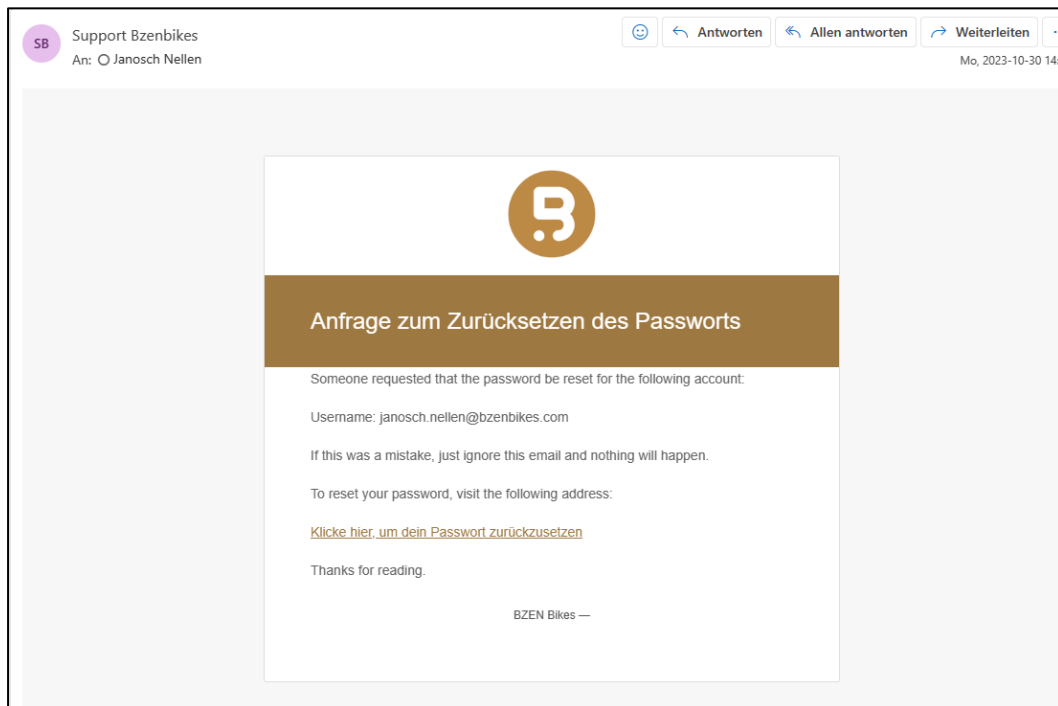 SB
Support Bzenbikes
An: Janosch Nellen
Antworten
Allen antworten
Weiterleiten
Mo, 2023-10-30
Anfrage zum Zurücksetzen des Passworts
Someone requested that the password be reset for the following account:
Username: janosch.nellen@bzenbikes.com
If this was a mistake, just ignore this email and nothing will happen.
To reset your password, visit the following address:
Klicke hier, um dein Passwort zurückzusetzen
Thanks for reading.
BZEN Bikes —